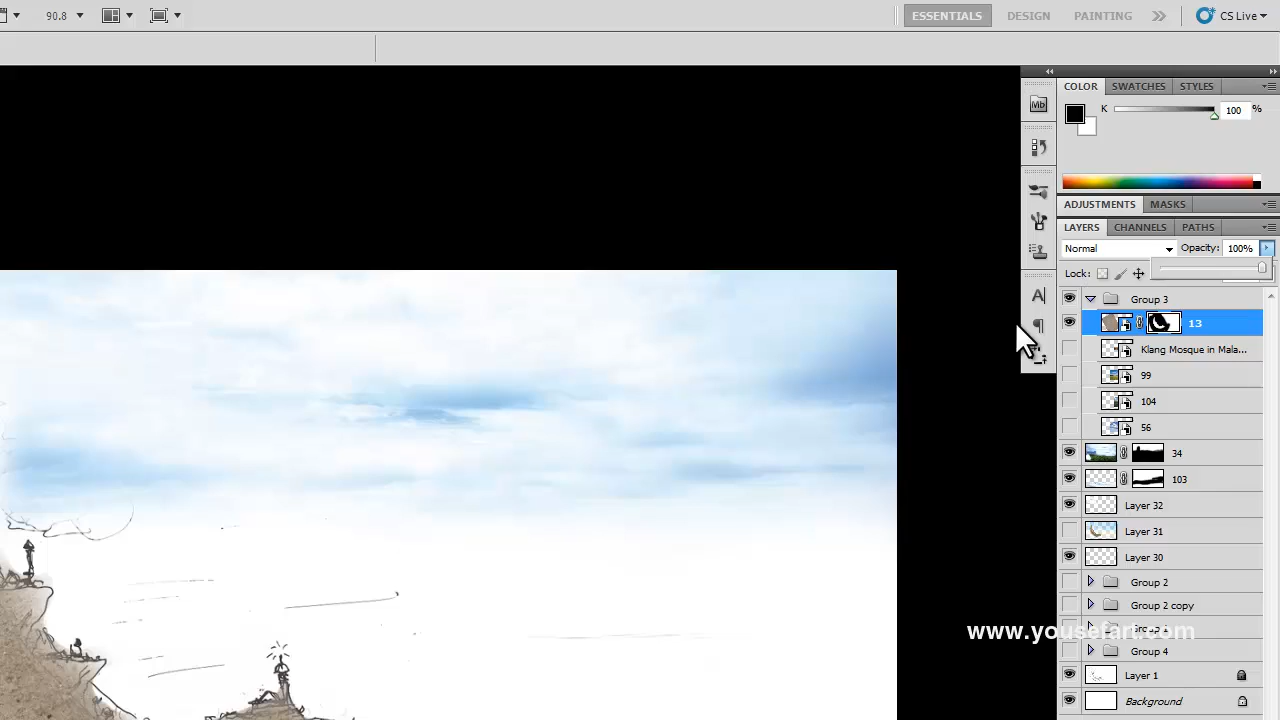 90.8
ESSENTIALS DESIGN PAINTING CS Live
COLOR SWATCHES STYLES
K 100 %
ADJUSTMENTS MASKS
LAYERS CHANNELS PATHS
Normal Opacity: 100%
Lock:
Group 3
13
Klang Mosque in Mala...
99
104
56
34
103
Layer 32
Layer 31
Layer 30
Group 2
Group 2 copy
www.yousefart.com
Group 1
Layer 1
Background
Mb
A